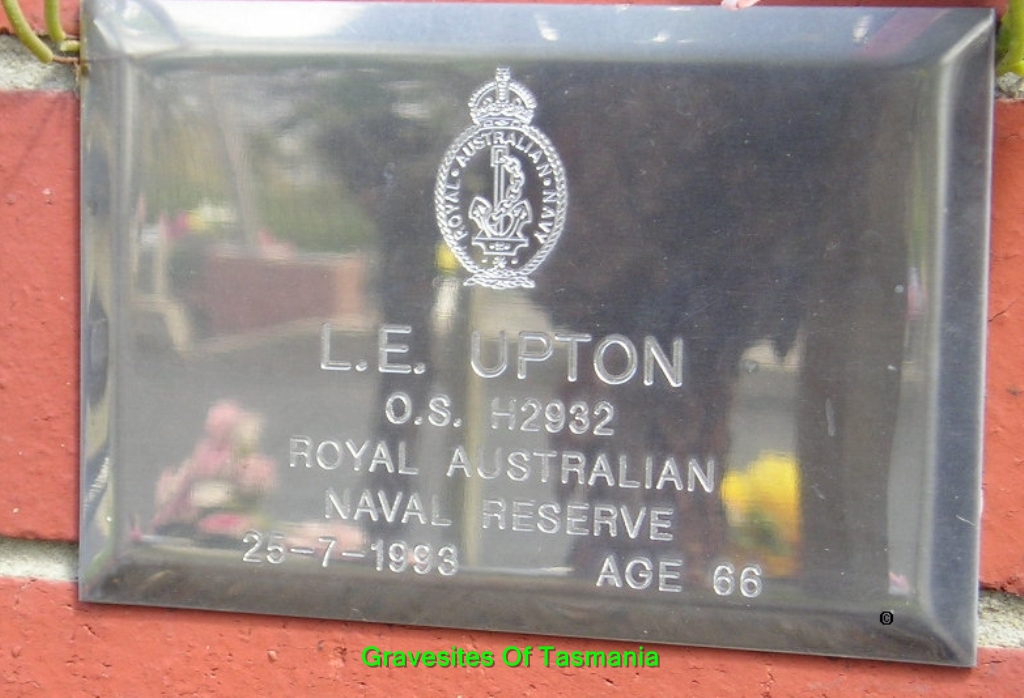 ROYAL • AUSTRALIAN • NAVY
L.E. UPTON
O.S. H2932
ROYAL AUSTRALIAN
NAVAL RESERVE
25-7-1993 AGE 66
©
Gravesites Of Tasmania